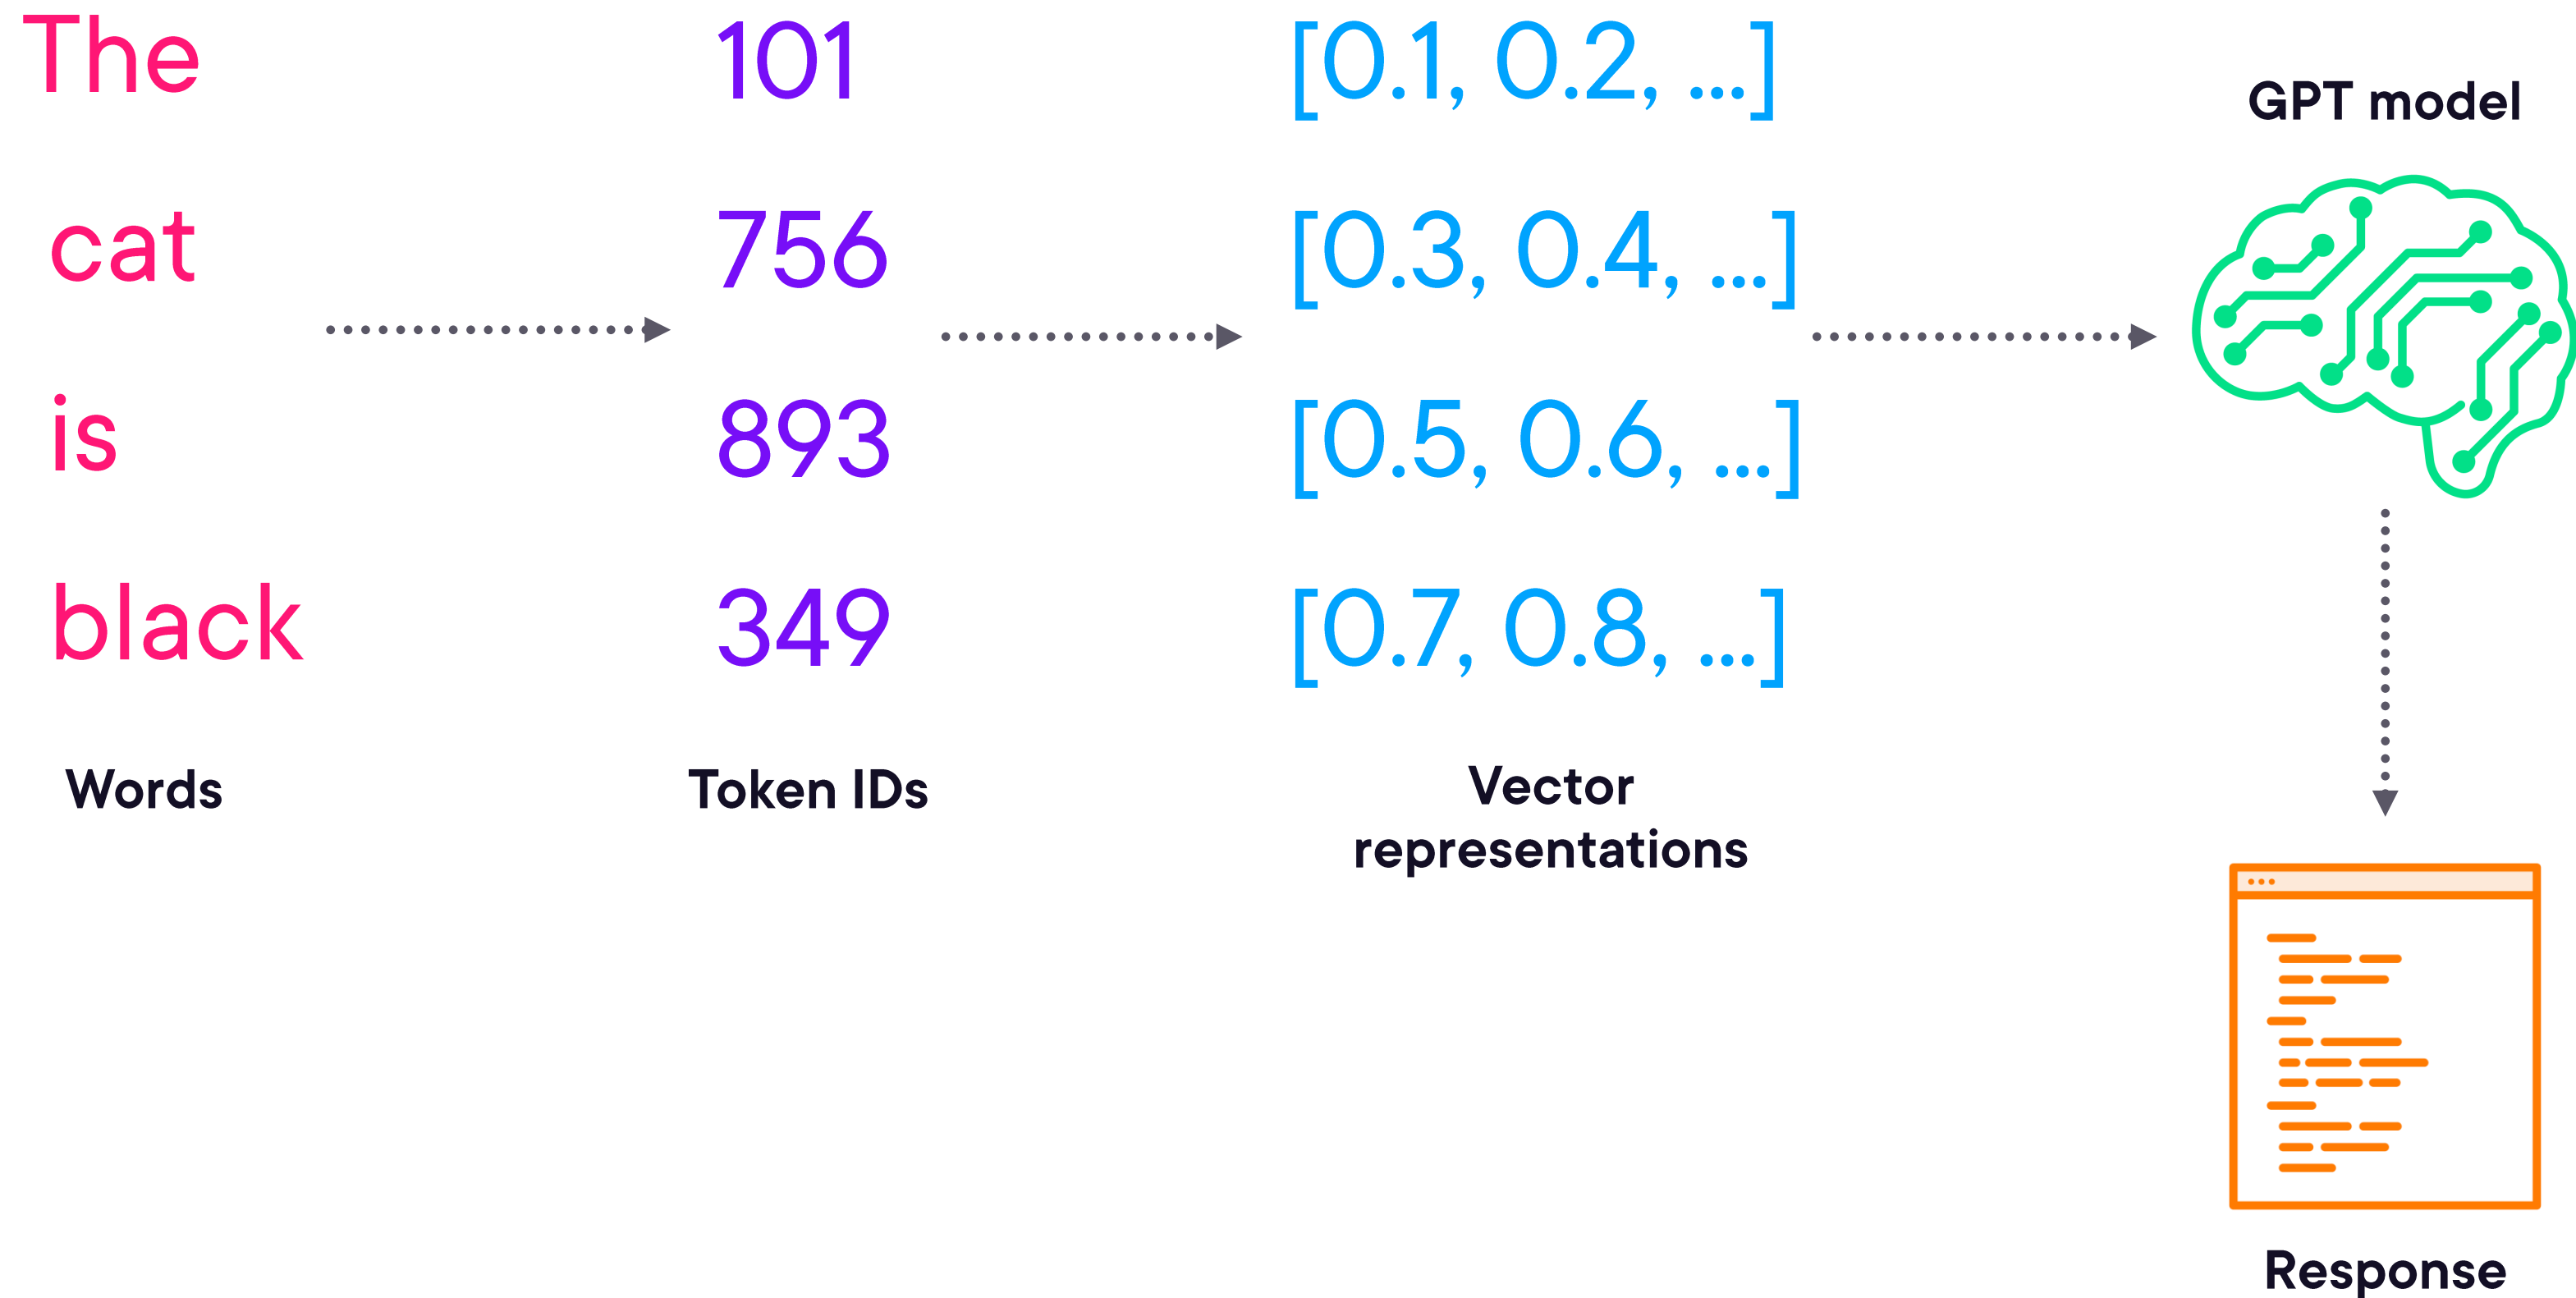 The 101 [0.1, 0.2, ...]
GPT model
cat 756 [0.3, 0.4, ...]
is 893 [0.5, 0.6, ...]
black 349 [0.7, 0.8, ...]
Words Token IDs Vector
representations
Response